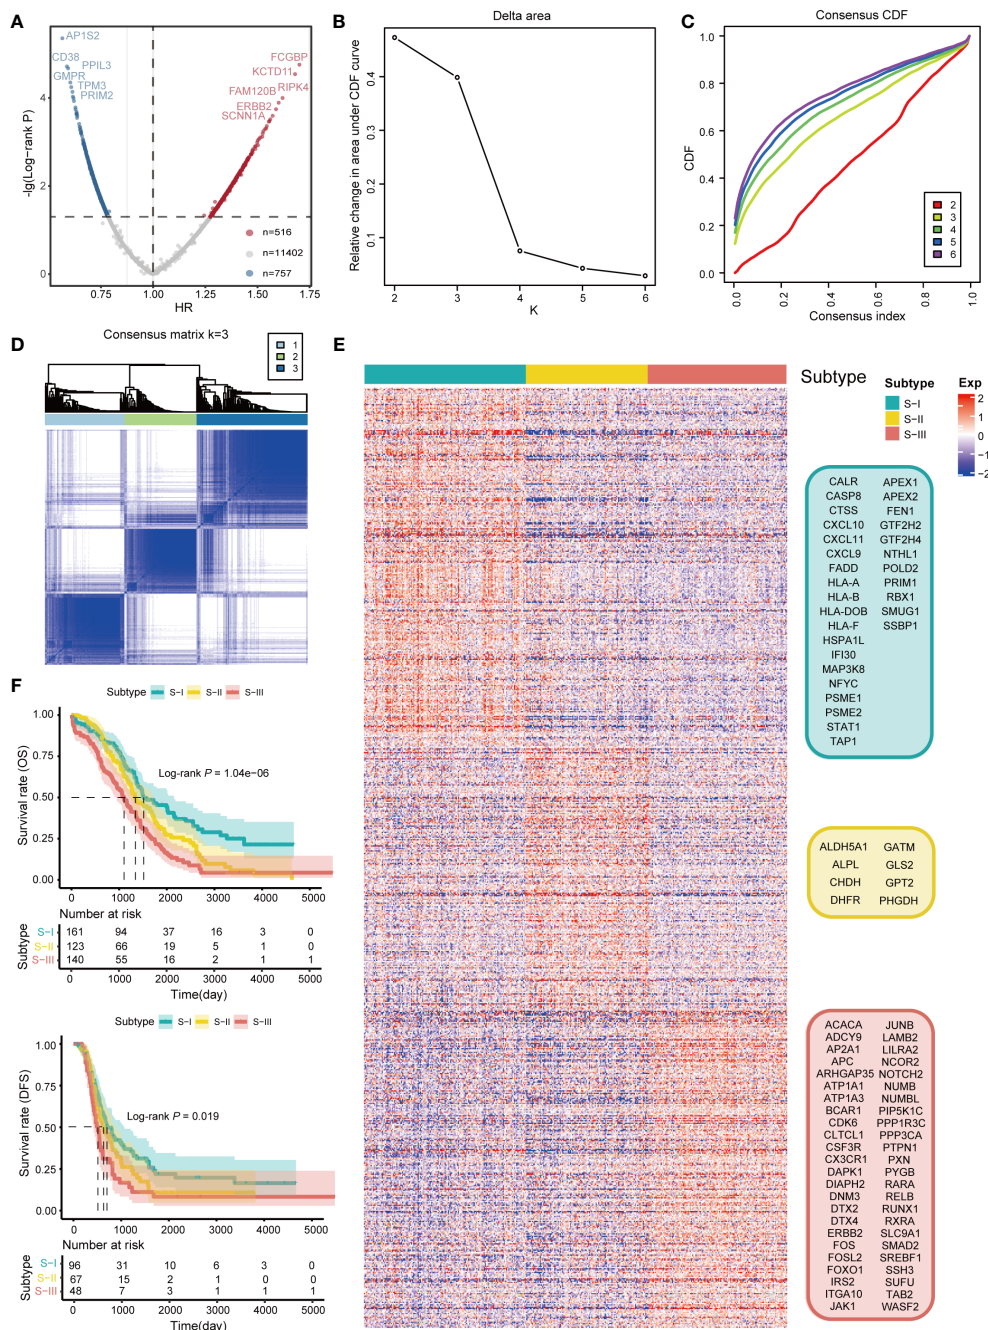 A
AP1S2
CD38
PPIL3
GMPR
TPM3
PRIM2
FCGBP
KCTD11
RIPK4
FAM120B
ERBB2
SCNN1A
-lg(Log-rank P)
4
2
0
n=516
n=11402
n=757
0.75 1.00 1.25 1.50 1.75
HR
B
Delta area
Relative change in area under CDF curve
0.4
0.3
0.2
0.1
2 3 4 5 6
K
C
Consensus CDF
CDF
1.0
0.8
0.6
0.4
0.2
0.0
2
3
4
5
6
0.0 0.2 0.4 0.6 0.8 1.0
Consensus index
D
Consensus matrix k=3
1
2
3
E
Subtype
Subtype
S-I
S-II
S-III
Exp
2
1
0
-1
-2
CALR APEX1
CASP8 APEX2
CTSS FEN1
CXCL10 GTF2H2
CXCL11 GTF2H4
CXCL9 NTHL1
FADD POLD2
HLA-A PRIM1
HLA-B RBX1
HLA-DOB SMUG1
HLA-F SSBP1
HSPA1L
IFI30
MAP3K8
NFYC
PSME1
PSME2
STAT1
TAP1
ALDH5A1 GATM
ALPL GLS2
CHDH GPT2
DHFR PHGDH
ACACA JUNB
ADCY9 LAMB2
AP2A1 LILRA2
APC NCOR2
ARHGAP35 NOTCH2
ATP1A1 NUMB
ATP1A3 NUMBL
BCAR1 PIP5K1C
CDK6 PPP1R3C
CLTCL1 PPP3CA
CSF3R PTPN1
CX3CR1 PXN
DAPK1 PYGB
DIAPH2 RARA
DNM3 RELB
DTX2 RUNX1
DTX4 RXRA
ERBB2 SLC9A1
FOS SMAD2
FOSL2 SREBF1
FOXO1 SSH3
IRS2 SUFU
ITGA10 TAB2
JAK1 WASF2
F
Subtype S-I S-II S-III
Survival rate (OS)
1.00
0.75
0.50
0.25
0.00
Log-rank P = 1.04e-06
0 1000 2000 3000 4000 5000
Number at risk
Subtype
S-I 161 94 37 16 3 0
S-II 123 66 19 5 1 0
S-III 140 55 16 2 1 1
0 1000 2000 3000 4000 5000
Time(day)
Subtype S-I S-II S-III
Survival rate (DFS)
1.00
0.75
0.50
0.25
0.00
Log-rank P = 0.019
0 1000 2000 3000 4000 5000
Number at risk
Subtype
S-I 96 31 10 6 3 0
S-II 67 15 2 1 0 0
S-III 48 7 3 1 1 1
0 1000 2000 3000 4000 5000
Time(day)